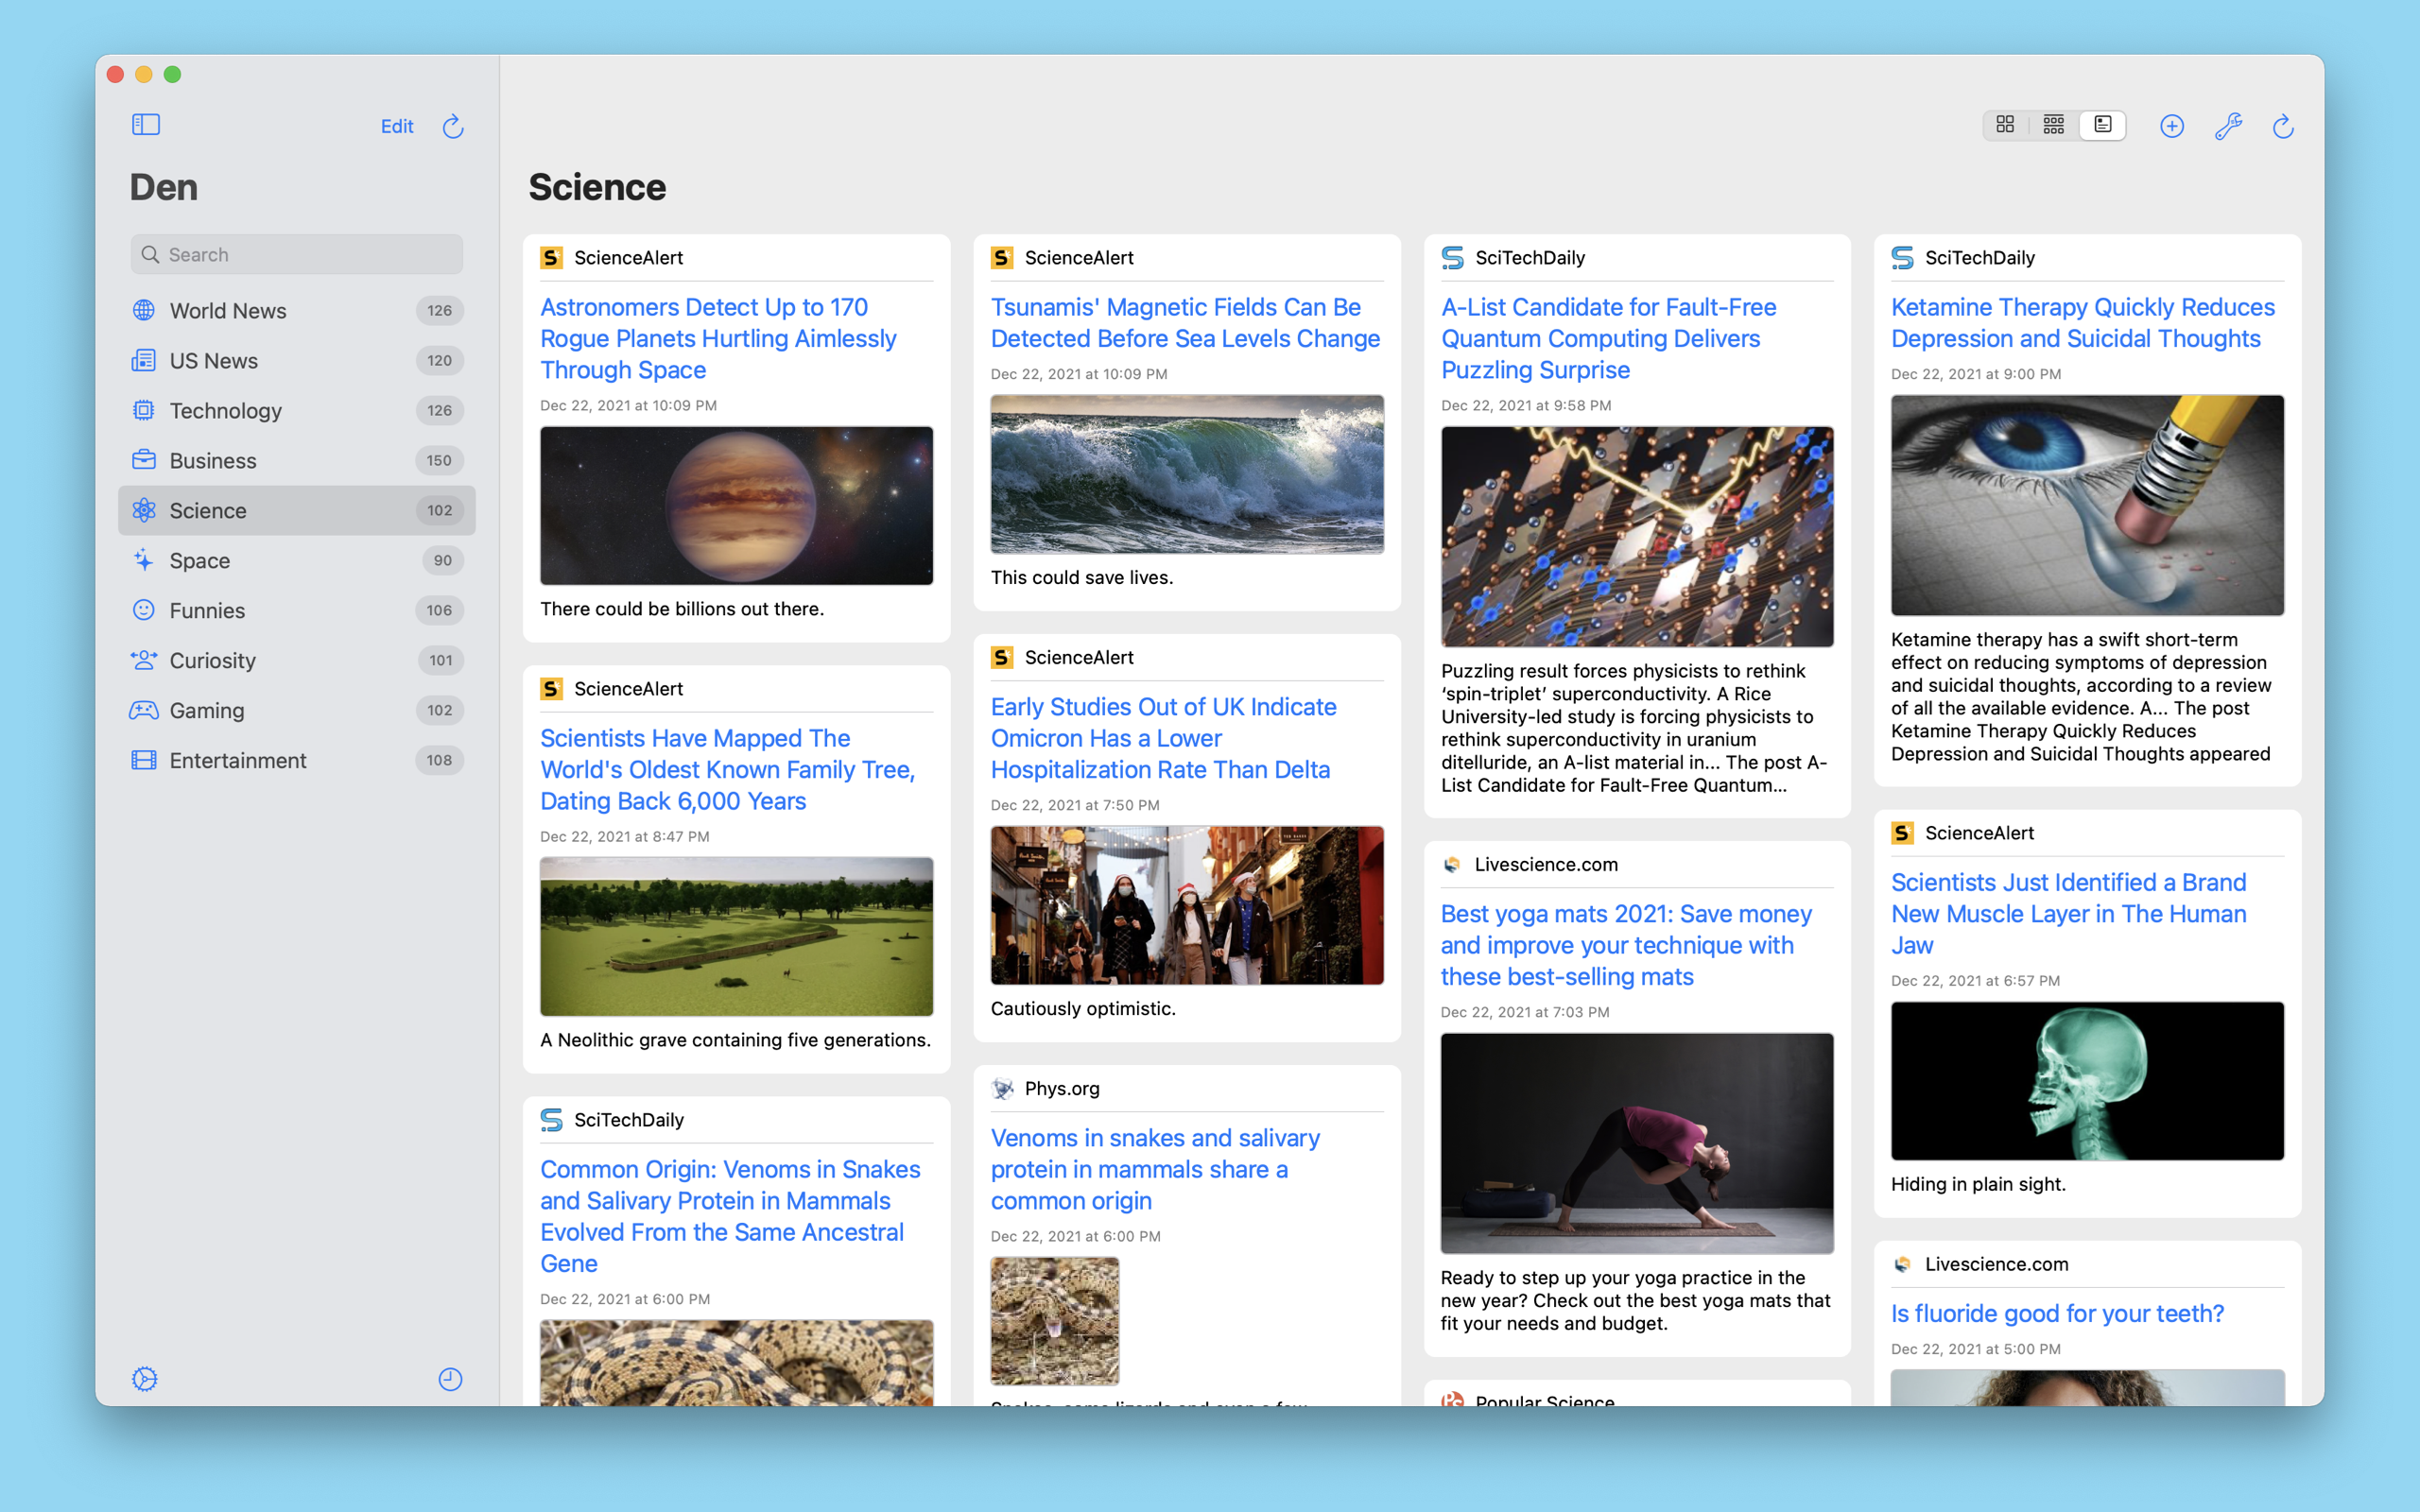 Edit
Den
Search
World News 126
US News 120
Technology 126
Business 150
Science 102
Space 90
Funnies 106
Curiosity 101
Gaming 102
Entertainment 108
Science
ScienceAlert
Astronomers Detect Up to 170
Rogue Planets Hurtling Aimlessly
Through Space
Dec 22, 2021 at 10:09 PM
There could be billions out there.
ScienceAlert
Scientists Have Mapped The
World's Oldest Known Family Tree,
Dating Back 6,000 Years
Dec 22, 2021 at 8:47 PM
A Neolithic grave containing five generations.
SciTechDaily
Common Origin: Venoms in Snakes
and Salivary Protein in Mammals
Evolved From the Same Ancestral
Gene
Dec 22, 2021 at 6:00 PM
ScienceAlert
Tsunamis' Magnetic Fields Can Be
Detected Before Sea Levels Change
Dec 22, 2021 at 10:09 PM
This could save lives.
ScienceAlert
Early Studies Out of UK Indicate
Omicron Has a Lower
Hospitalization Rate Than Delta
Dec 22, 2021 at 7:50 PM
Cautiously optimistic.
Phys.org
Venoms in snakes and salivary
protein in mammals share a
common origin
Dec 22, 2021 at 6:00 PM
Snakes, some lizards and even a few
SciTechDaily
A-List Candidate for Fault-Free
Quantum Computing Delivers
Puzzling Surprise
Dec 22, 2021 at 9:58 PM
Puzzling result forces physicists to rethink
‘spin-triplet’ superconductivity. A Rice
University-led study is forcing physicists to
rethink superconductivity in uranium
ditelluride, an A-list material in... The post A-
List Candidate for Fault-Free Quantum...
Livescience.com
Best yoga mats 2021: Save money
and improve your technique with
these best-selling mats
Dec 22, 2021 at 7:03 PM
Ready to step up your yoga practice in the
new year? Check out the best yoga mats that
fit your needs and budget.
Popular Science
SciTechDaily
Ketamine Therapy Quickly Reduces
Depression and Suicidal Thoughts
Dec 22, 2021 at 9:00 PM
Ketamine therapy has a swift short-term
effect on reducing symptoms of depression
and suicidal thoughts, according to a review
of all the available evidence. A... The post
Ketamine Therapy Quickly Reduces
Depression and Suicidal Thoughts appeared
ScienceAlert
Scientists Just Identified a Brand
New Muscle Layer in The Human
Jaw
Dec 22, 2021 at 6:57 PM
Hiding in plain sight.
Livescience.com
Is fluoride good for your teeth?
Dec 22, 2021 at 5:00 PM